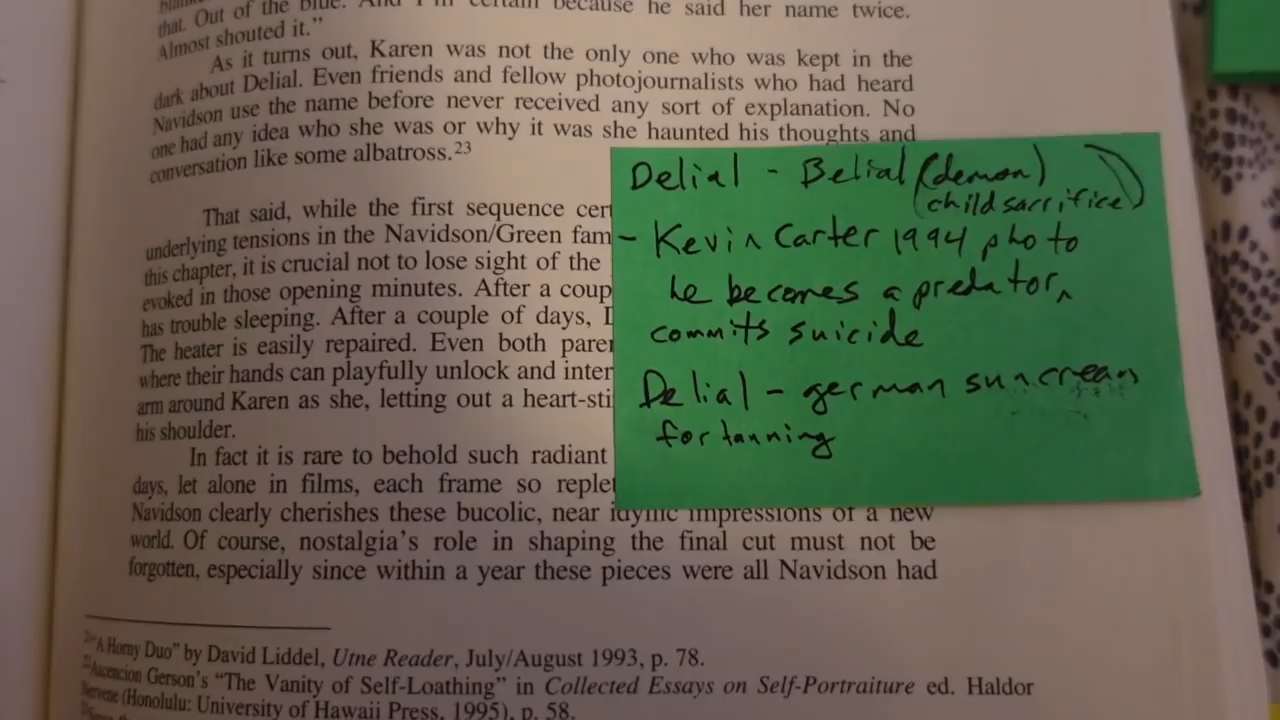 that. Out of the blue. And I'm certain because he said her name twice.
Almost shouted it."
As it turns out, Karen was not the only one who was kept in the
dark about Delial. Even friends and fellow photojournalists who had heard
Navidson use the name before never received any sort of explanation. No
one had any idea who she was or why it was she haunted his thoughts and
conversation like some albatross.23
That said, while the first sequence cer
underlying tensions in the Navidson/Green fam
this chapter, it is crucial not to lose sight of the
evoked in those opening minutes. After a coup
has trouble sleeping. After a couple of days,
The heater is easily repaired. Even both pare
where their hands can playfully unlock and inter
arm around Karen as she, letting out a heart-sti
his shoulder.
In fact it is rare to behold such radiant
days, let alone in films, each frame so replet
Navidson clearly cherishes these bucolic, near idyllic impressions of a new
world. Of course, nostalgia's role in shaping the final cut must not be
forgotten, especially since within a year these pieces were all Navidson had
"A Horny Duo" by David Liddel, Utne Reader, July/August 1993, p. 78.
22Ascencion Gerson's "The Vanity of Self-Loathing" in Collected Essays on Self-Portraiture ed. Haldor
Nervene (Honolulu: University of Hawaii Press, 1995), p. 58.
Delial - Belial (demon)
(child sacrifice)
- Kevin Carter 1994 photo
he becomes a predator,
commits suicide
Delial - german suncream
for tanning